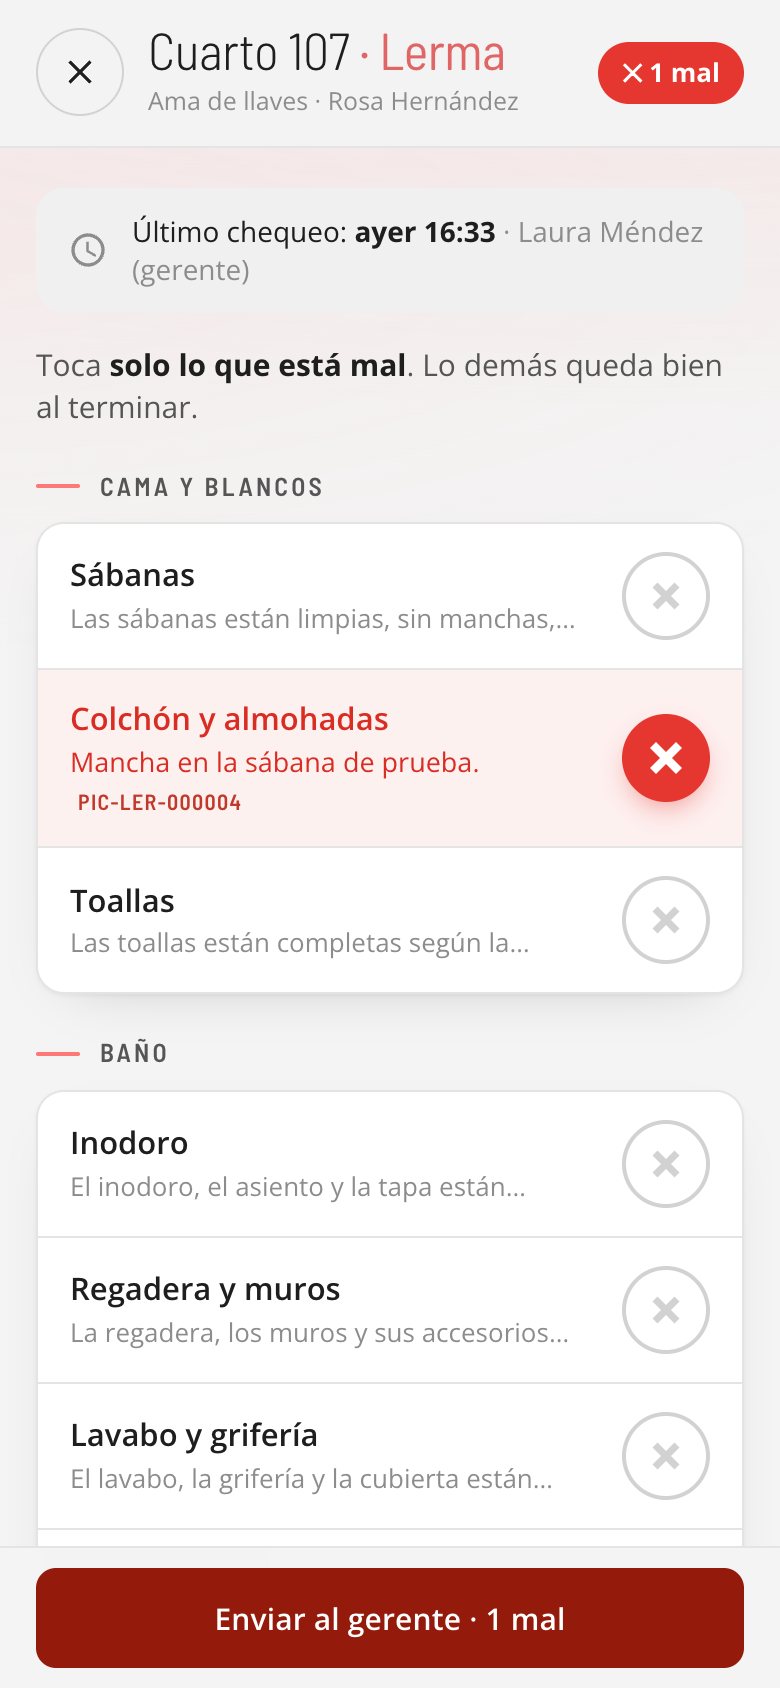 Cuarto 107 · Lerma
Ama de llaves · Rosa Hernández
1 mal
Último chequeo: ayer 16:33 · Laura Méndez
(gerente)
Toca solo lo que está mal. Lo demás queda bien
al terminar.
CAMA Y BLANCOS
Sábanas
Las sábanas están limpias, sin manchas,...
Colchón y almohadas
Mancha en la sábana de prueba.
PIC-LER-000004
Toallas
Las toallas están completas según la...
BAÑO
Inodoro
El inodoro, el asiento y la tapa están...
Regadera y muros
La regadera, los muros y sus accesorios...
Lavabo y grifería
El lavabo, la grifería y la cubierta están...
Enviar al gerente · 1 mal